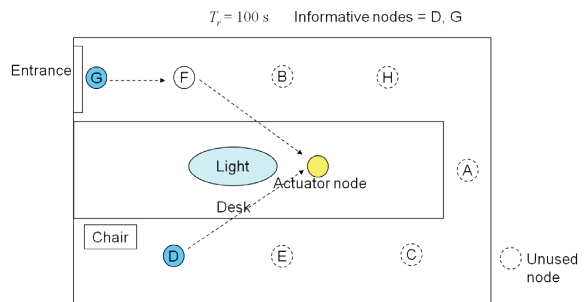 T_r = 100 s Informative nodes = D, G
Entrance
G
F
B
H
Light
Actuator node
A
Desk
Chair
D
E
C
Unused
node